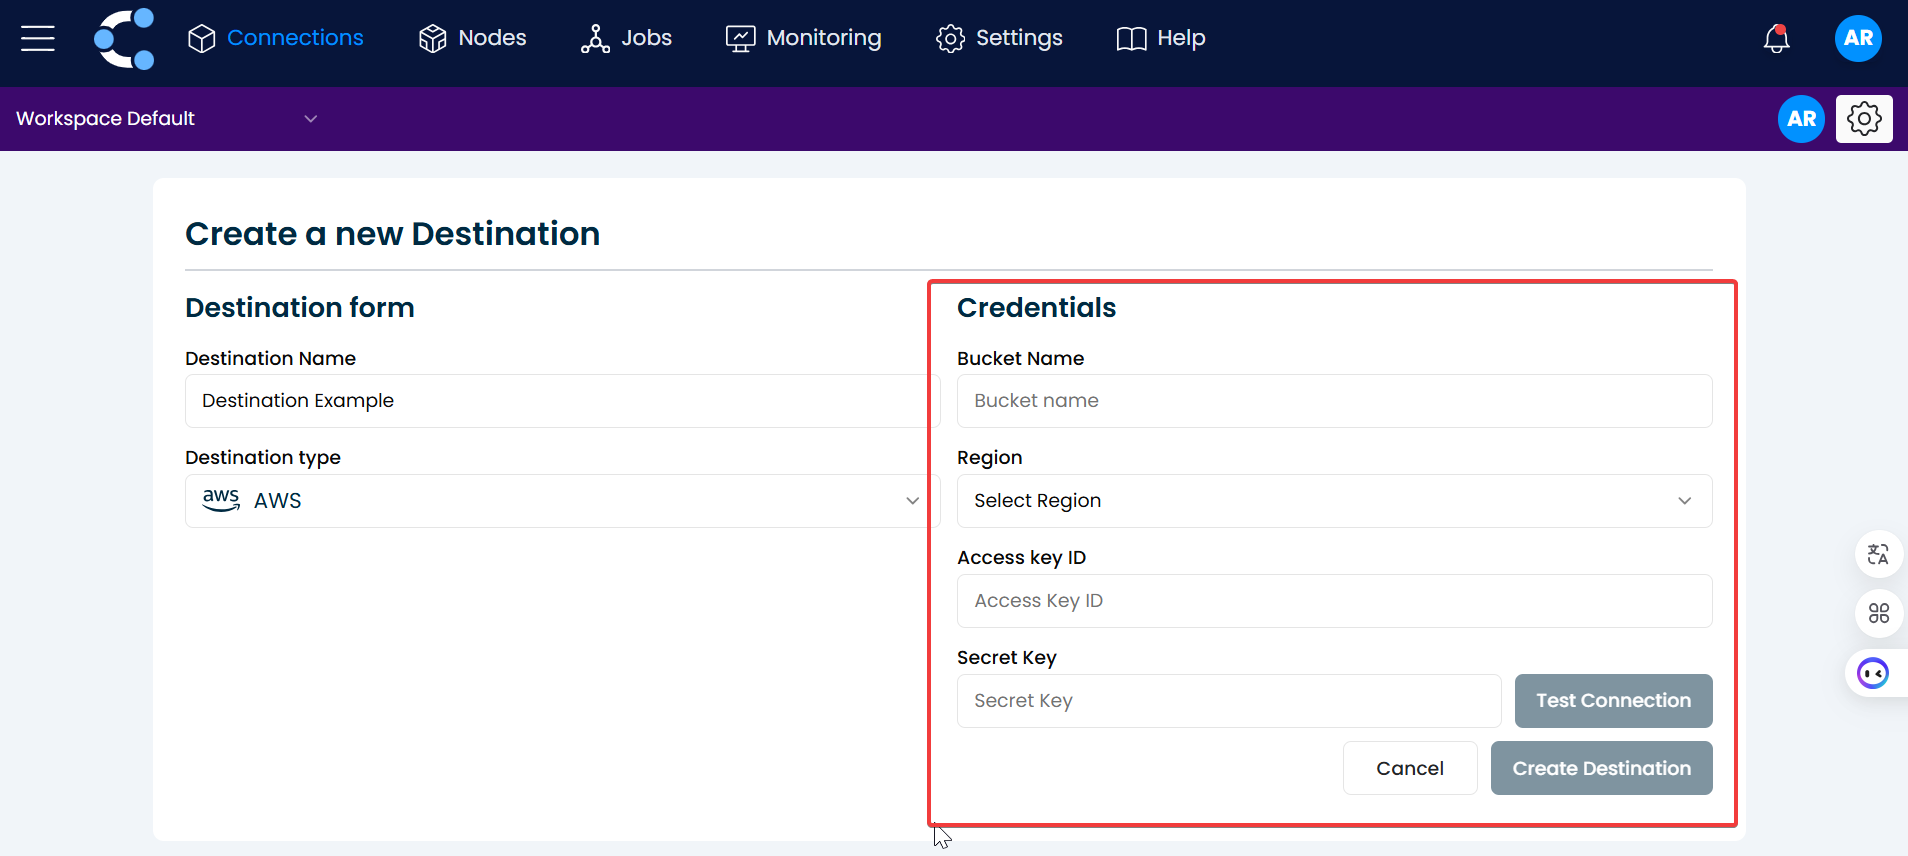 Connections Nodes Jobs Monitoring Settings Help AR
Workspace Default AR
Create a new Destination
Destination form
Destination Name
Destination Example
Destination type
aws AWS
Credentials
Bucket Name
Bucket name
Region
Select Region
Access key ID
Access Key ID
Secret Key
Secret Key Test Connection
Cancel Create Destination
文A